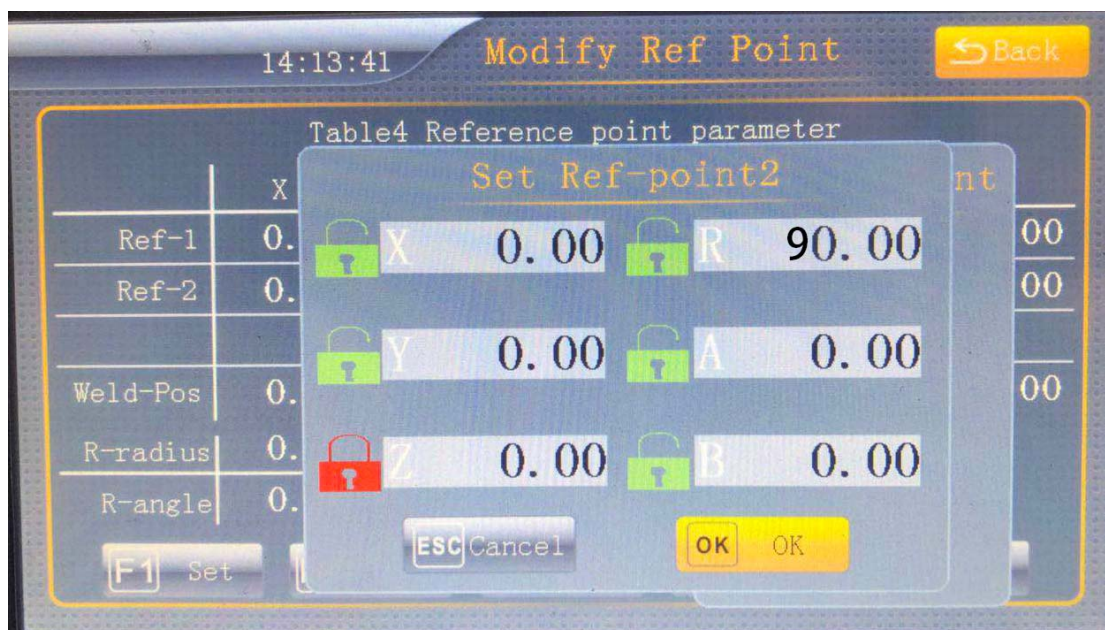 14:13:41 Modify Ref Point Back
Table4 Reference point parameter
Set Ref-point2 nt
X
Ref-1 0. X 0.00 R 90.00 00
Ref-2 0. 00
Y 0.00 A 0.00
Weld-Pos 0. 00
R-radius 0. Z 0.00 B 0.00
R-angle 0.
ESC Cancel OK OK
F1 Set